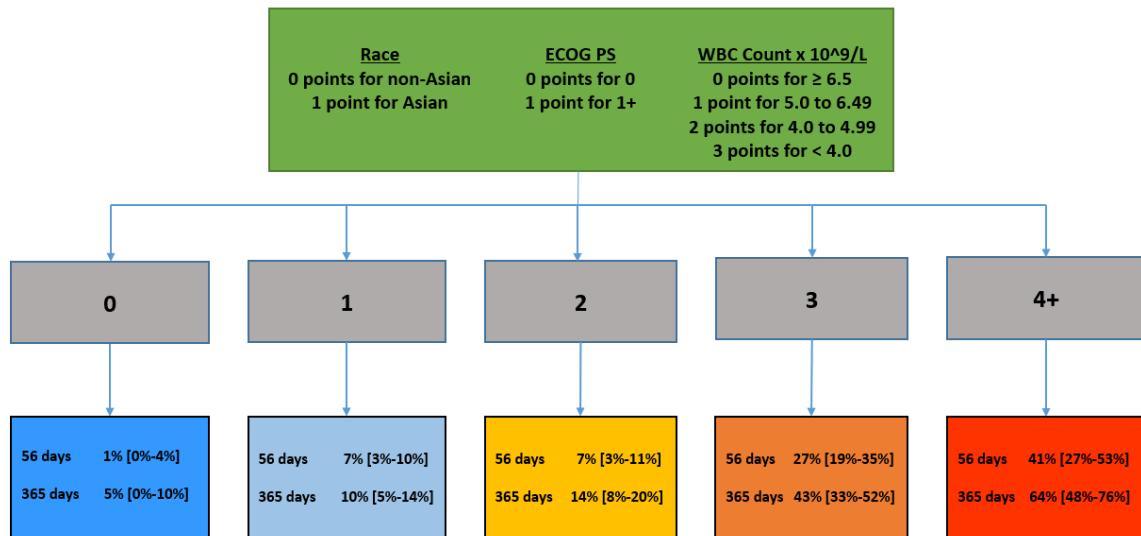 Race
0 points for non-Asian
1 point for Asian
ECOG PS
0 points for 0
1 point for 1+
WBC Count x 10^9/L
0 points for ≥ 6.5
1 point for 5.0 to 6.49
2 points for 4.0 to 4.99
3 points for < 4.0
0
1
2
3
4+
56 days 1% [0%-4%]
365 days 5% [0%-10%]
56 days 7% [3%-10%]
365 days 10% [5%-14%]
56 days 7% [3%-11%]
365 days 14% [8%-20%]
56 days 27% [19%-35%]
365 days 43% [33%-52%]
56 days 41% [27%-53%]
365 days 64% [48%-76%]